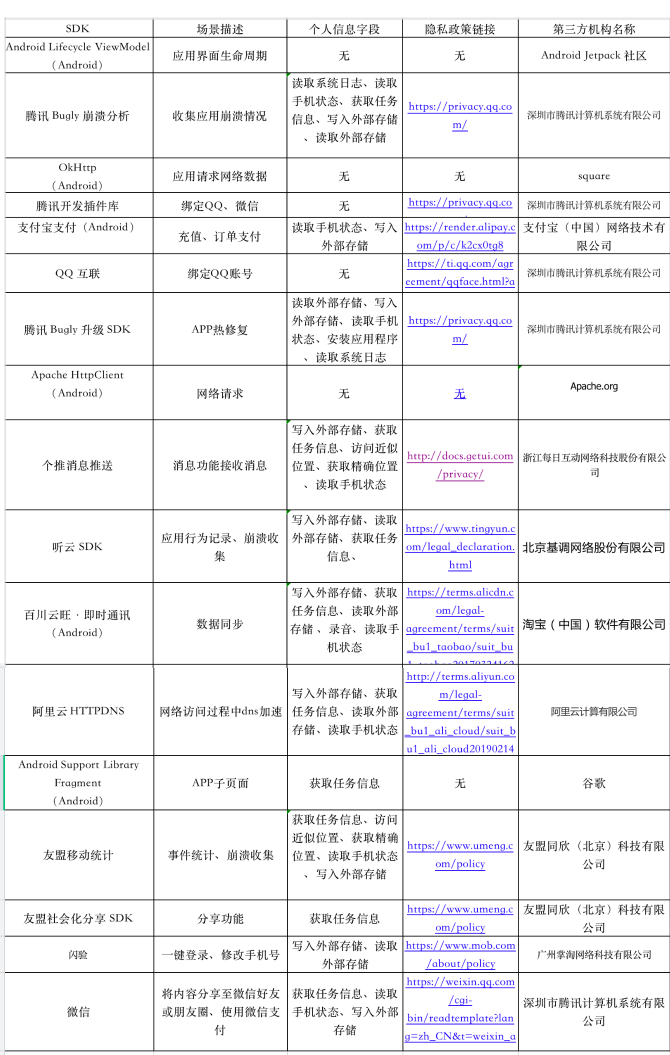 SDK 场景描述 个人信息字段 隐私政策链接 第三方机构名称
Android Lifecycle ViewModel
（Android）
应用界面生命周期
无
无
Android Jetpack 社区
腾讯 Bugly 崩溃分析
收集应用崩溃情况
读取系统日志、读取
手机状态、获取任务
信息、写入外部存储
、读取外部存储
https://privacy.qq.co
m/
深圳市腾讯计算机系统有限公司
OkHttp
（Android）
应用请求网络数据
无
无
square
腾讯开发插件库
绑定QQ、微信
无
https://privacy.qq.co
深圳市腾讯计算机系统有限公司
支付宝支付（Android）
充值、订单支付
读取手机状态、写入
外部存储
https://render.alipay.c
om/p/c/k2cx0tg8
支付宝（中国）网络技术有
限公司
QQ 互联
绑定QQ账号
无
https://ti.qq.com/agr
eement/qqface.html?a
深圳市腾讯计算机系统有限公司
腾讯 Bugly 升级 SDK
APP热修复
读取外部存储、写入
外部存储、读取手机
状态、安装应用程序
、读取系统日志
https://privacy.qq.co
m/
深圳市腾讯计算机系统有限公司
Apache HttpClient
（Android）
网络请求
无
无
Apache.org
个推消息推送
消息功能接收消息
写入外部存储、获取
任务信息、访问近似
位置、获取精确位置
、读取手机状态
http://docs.getui.com
/privacy/
浙江每日互动网络科技股份有限公
司
听云 SDK
应用行为记录、崩溃收
集
写入外部存储、读取
外部存储、获取任务
信息、
https://www.tingyun.c
om/legal_declaration.
html
北京基调网络股份有限公司
百川云旺 · 即时通讯
（Android）
数据同步
写入外部存储、获取
任务信息、读取外部
存储 、录音、读取手
机状态
https://terms.alicdn.c
om/legal-
agreement/terms/suit
_bu1_taobao/suit_bu
淘宝（中国）软件有限公司
阿里云 HTTPDNS
网络访问过程中dns加速
写入外部存储、获取
任务信息、读取外部
存储、读取手机状态
http://terms.aliyun.co
m/legal-
agreement/terms/suit
_bu1_ali_cloud/suit_b
u1_ali_cloud20190214
阿里云计算有限公司
Android Support Library
Fragment
（Android）
APP子页面
获取任务信息
无
谷歌
友盟移动统计
事件统计、崩溃收集
获取任务信息、访问
近似位置、获取精确
位置、读取手机状态
、写入外部存储
https://www.umeng.c
om/policy
友盟同欣（北京）科技有限
公司
友盟社会化分享 SDK
分享功能
获取任务信息
https://www.umeng.c
om/policy
友盟同欣（北京）科技有限
公司
闪验
一键登录、修改手机号
写入外部存储、读取
外部存储
https://www.mob.com
/about/policy
广州掌淘网络科技有限公司
微信
将内容分享至微信好友
或朋友圈、使用微信支
付
获取任务信息、读取
手机状态、写入外部
存储
https://weixin.qq.com
/cgi-
bin/readtemplate?lan
g=zh_CN&t=weixin_a
深圳市腾讯计算机系统有限
公司